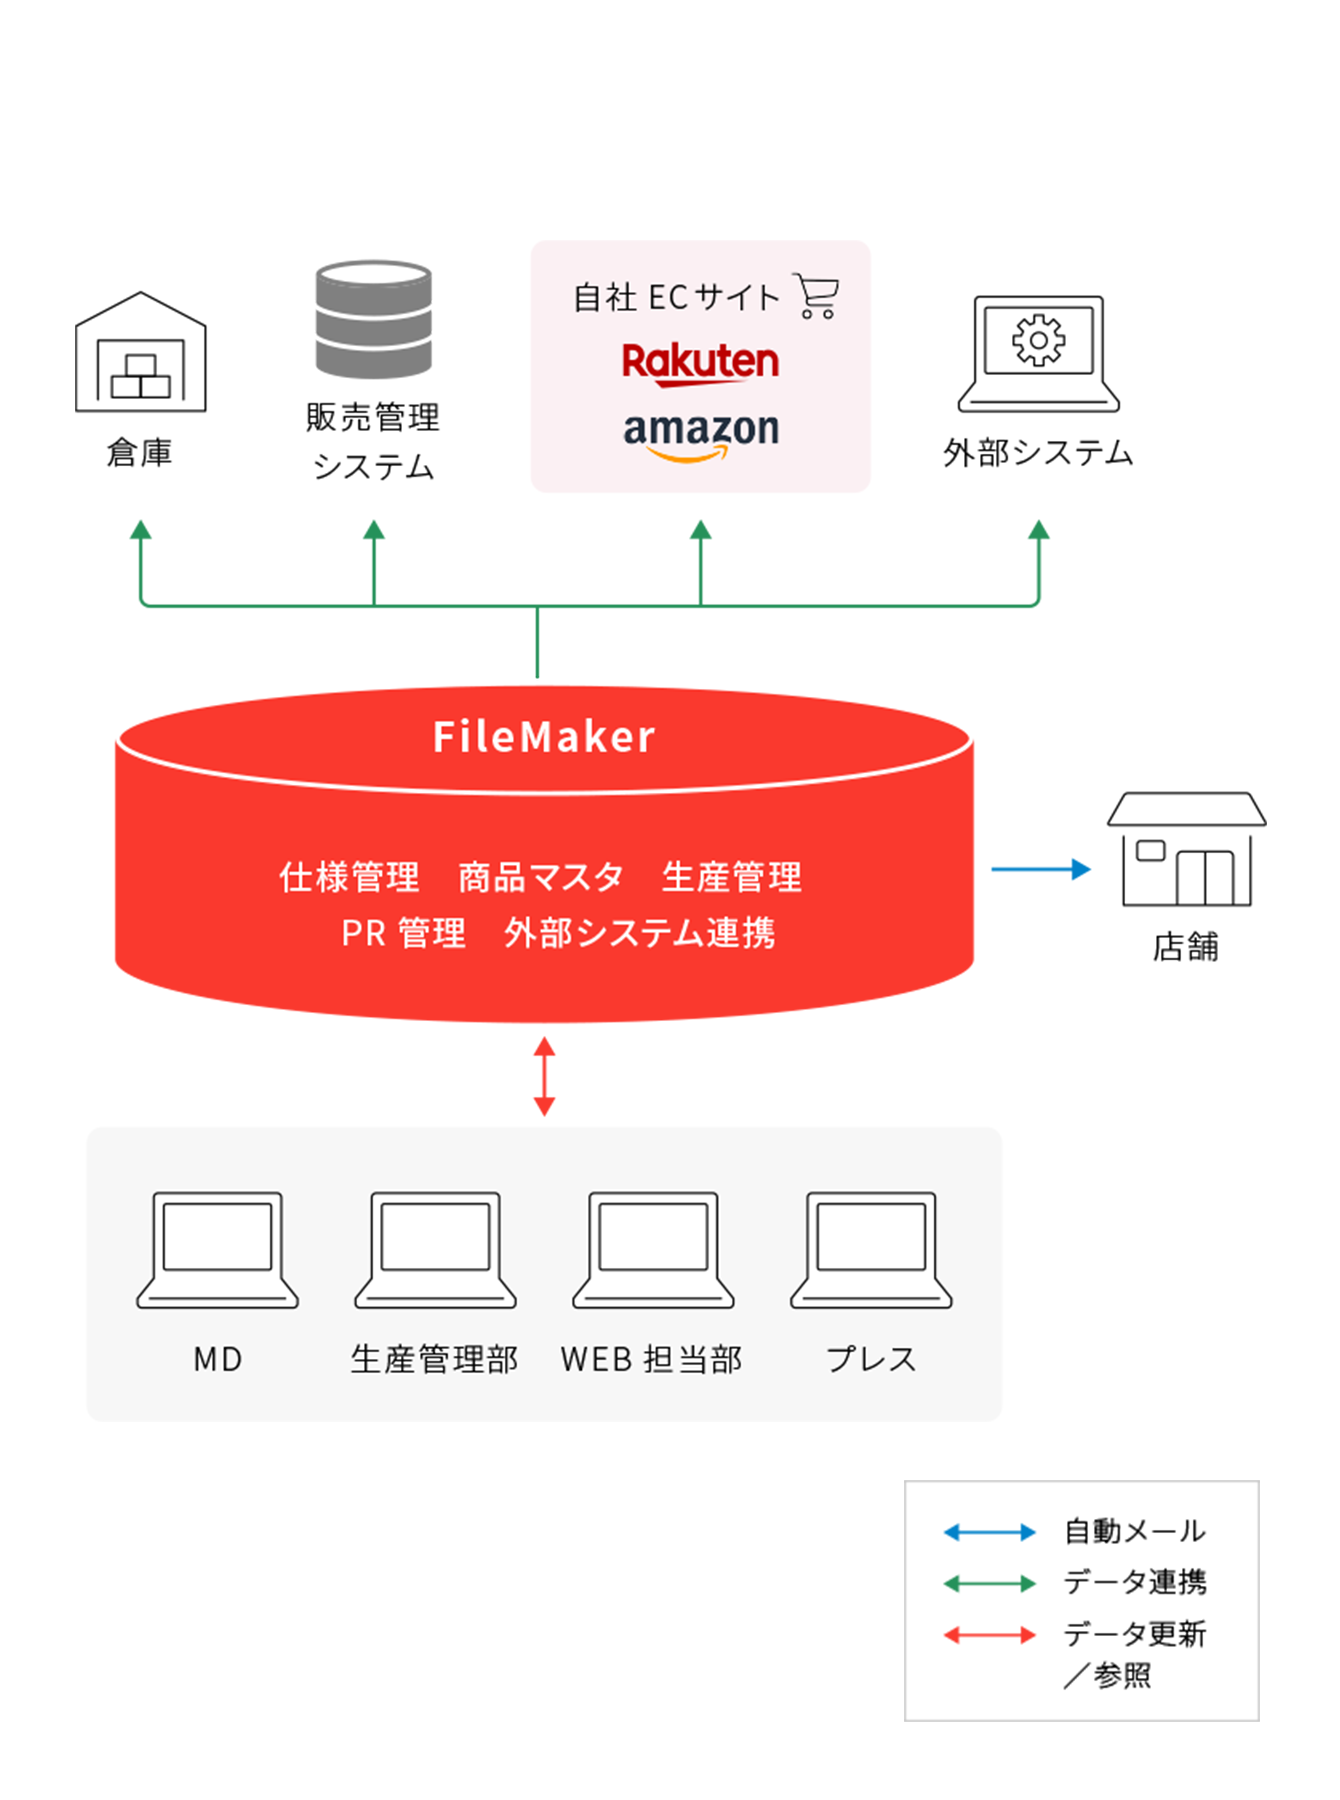 倉庫
販売管理
システム
自社 EC サイト
Rakuten
amazon
外部システム
FileMaker
仕様管理 商品マスタ 生産管理
PR 管理 外部システム連携
店舗
MD 生産管理部 WEB 担当部 プレス
自動メール
データ連携
データ更新
／参照